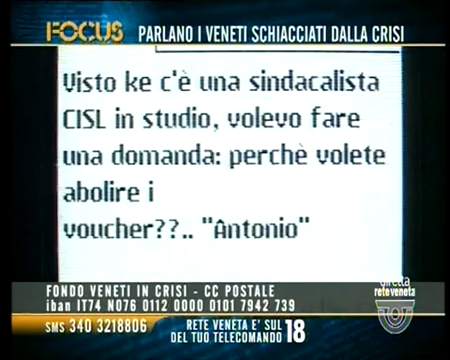 FOCUS PARLANO I VENETI SCHIACCIATI DALLA CRISI
Visto ke c'è una sindacalista
CISL in studio, volevo fare
una domanda: perchè volete
abolire i
voucher??.. "Antonio"
FONDO VENETI IN CRISI - CC POSTALE
iban IT74 N076 0112 0000 0101 7942 739
diretta
reteveneta
SMS 340 3218806
RETE VENETA E' SUL
DEL TUO TELECOMANDO 18